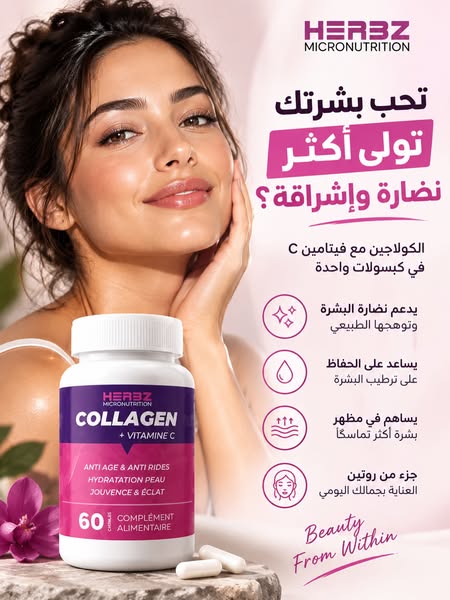 HERBZ
MICRONUTRITION
تحب بشرتك
تولي أكثر
نضارة وإشراقة؟
الكولاجين مع فيتامين C
في كبسولات واحدة
يدعم نضارة البشرة
وتوهجها الطبيعي
يساعد على الحفاظ
على ترطيب البشرة
يساهم في مظهر
بشرة أكثر تماسكًا
جزء من روتين
العناية بجمالك اليومي
Beauty
From Within
HERBZ
MICRONUTRITION
COLLAGEN
+ VITAMINE C
ANTI AGE & ANTI RIDES
HYDRATATION PEAU
JOUVENCE & ÉCLAT
60
COMPLÉMENT
ALIMENTAIRE